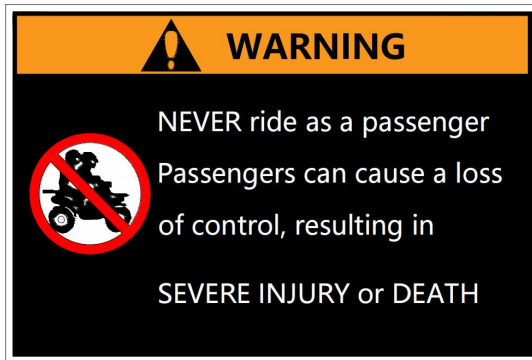 WARNING
NEVER ride as a passenger
Passengers can cause a loss
of control, resulting in
SEVERE INJURY or DEATH